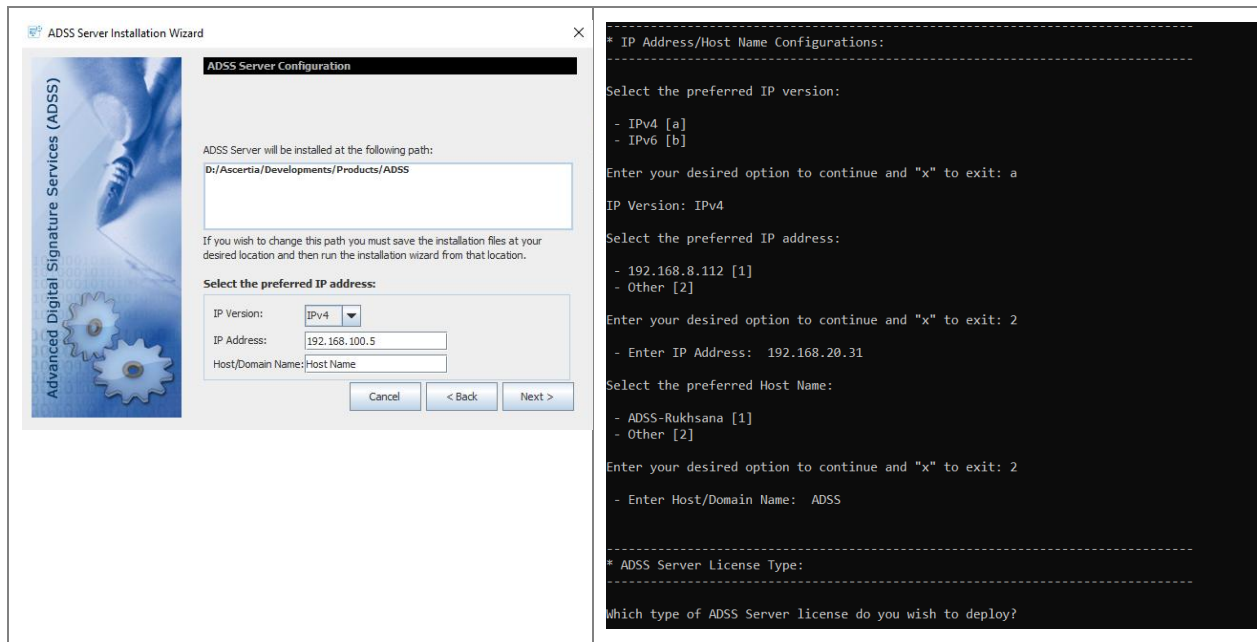 ADSS Server Installation Wizard
Advanced Digital Signature Services (ADSS)
ADSS Server Configuration
ADSS Server will be installed at the following path:
D:/Ascertia/Developments/Products/ADSS
If you wish to change this path you must save the installation files at your
desired location and then run the installation wizard from that location.
Select the preferred IP address:
IP Version: IPv4
IP Address: 192.168.100.5
Host/Domain Name: Host Name
Cancel < Back Next >
--------------------------------------------------------------------------------
* IP Address/Host Name Configurations:
--------------------------------------------------------------------------------
Select the preferred IP version:
- IPv4 [a]
- IPv6 [b]
Enter your desired option to continue and "x" to exit: a
IP Version: IPv4
Select the preferred IP address:
- 192.168.8.112 [1]
- Other [2]
Enter your desired option to continue and "x" to exit: 2
- Enter IP Address:  192.168.20.31
Select the preferred Host Name:
- ADSS-Rukhsana [1]
- Other [2]
Enter your desired option to continue and "x" to exit: 2
- Enter Host/Domain Name:  ADSS
--------------------------------------------------------------------------------
* ADSS Server License Type:
--------------------------------------------------------------------------------
Which type of ADSS Server license do you wish to deploy?